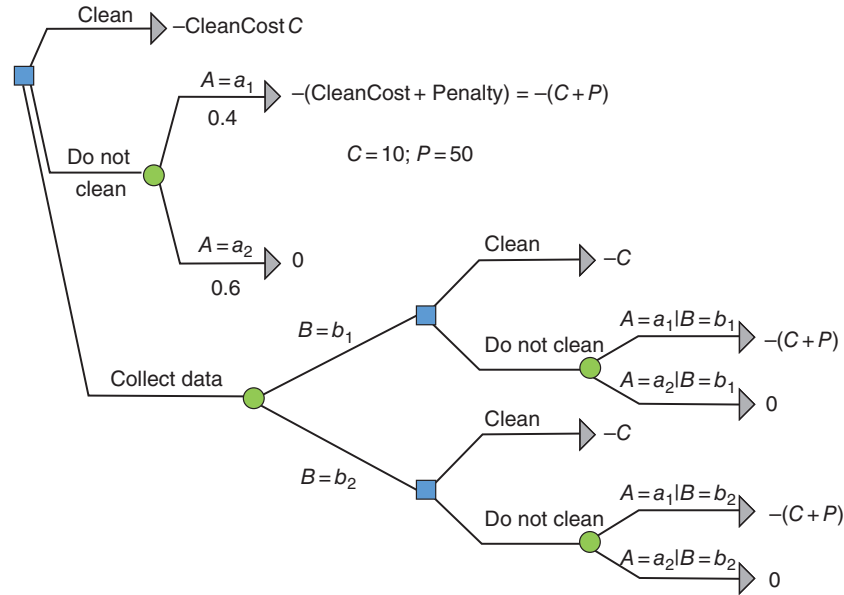 Clean
–CleanCost C
A = a₁
–(CleanCost + Penalty) = –(C + P)
0.4
C = 10; P = 50
Do not
clean
A = a₂
0
0.6
Clean
–C
B = b₁
A = a₁|B = b₁
–(C + P)
Do not clean
A = a₂|B = b₁
0
Collect data
Clean
–C
B = b₂
A = a₁|B = b₂
–(C + P)
Do not clean
A = a₂|B = b₂
0